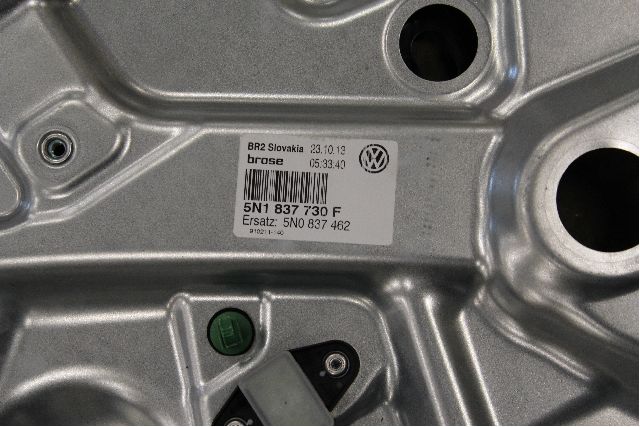 BR2 Slovakia 23.10.13
brose 05:33:40
5N1 837 730 F
Ersatz: 5N0 837 462